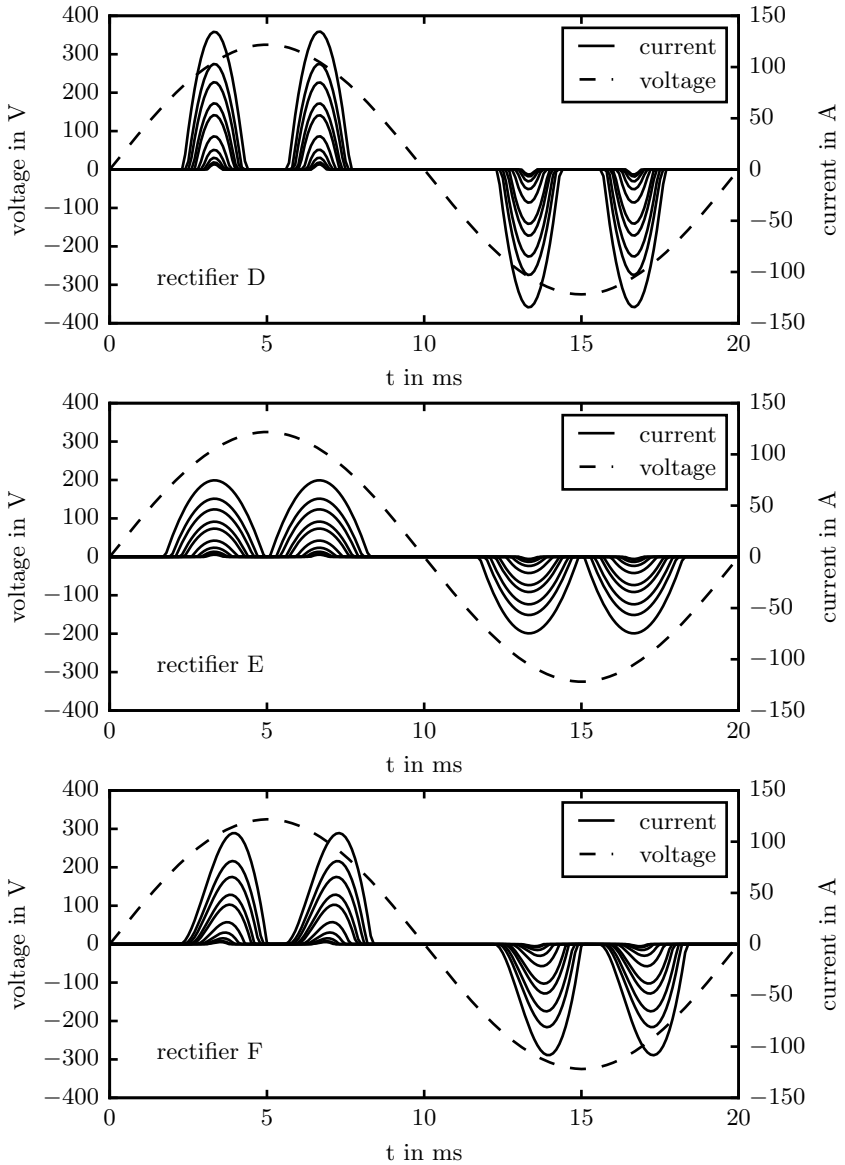 400
300
200
100
0
−100
−200
−300
−400
voltage in V
150
100
50
0
−50
−100
−150
current in A
current
voltage
rectifier D
0 5 10 15 20
t in ms
400
300
200
100
0
−100
−200
−300
−400
voltage in V
150
100
50
0
−50
−100
−150
current in A
current
voltage
rectifier E
0 5 10 15 20
t in ms
400
300
200
100
0
−100
−200
−300
−400
voltage in V
150
100
50
0
−50
−100
−150
current in A
current
voltage
rectifier F
0 5 10 15 20
t in ms